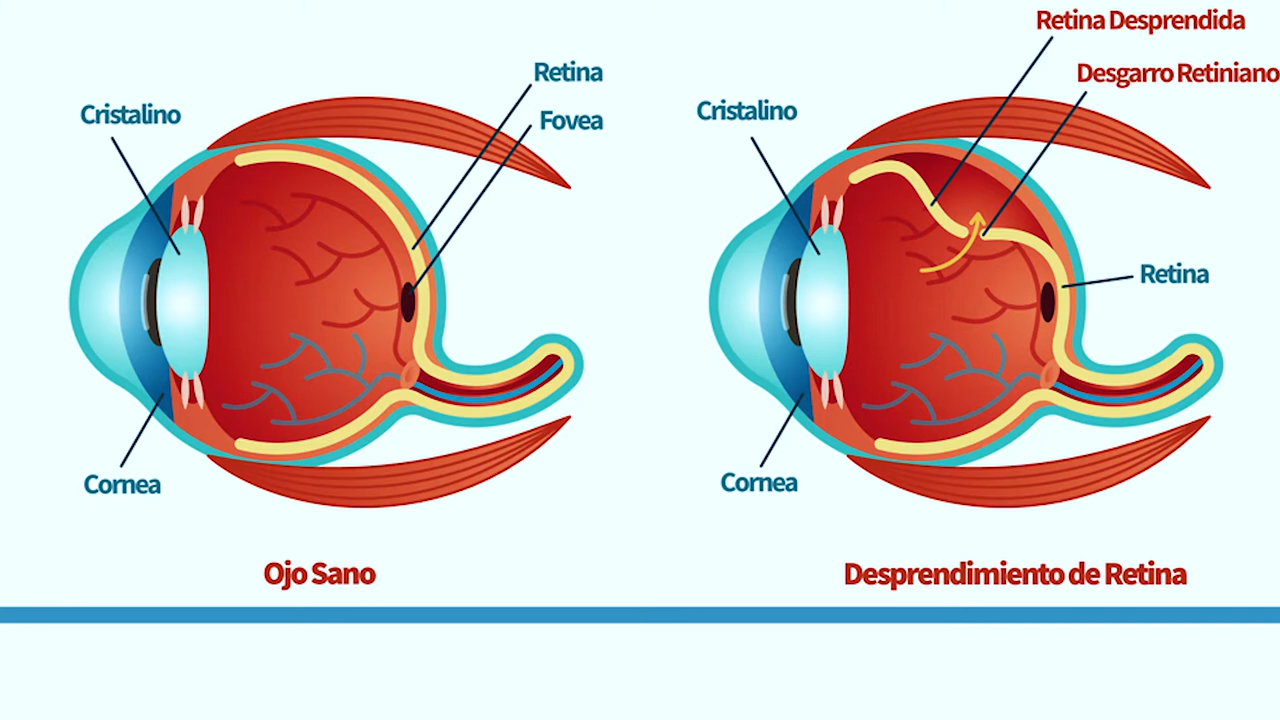 Retina
Fovea
Cristalino
Cornea
Ojo Sano
Retina Desprendida
Desgarro Retiniano
Cristalino
Retina
Cornea
Desprendimiento de Retina